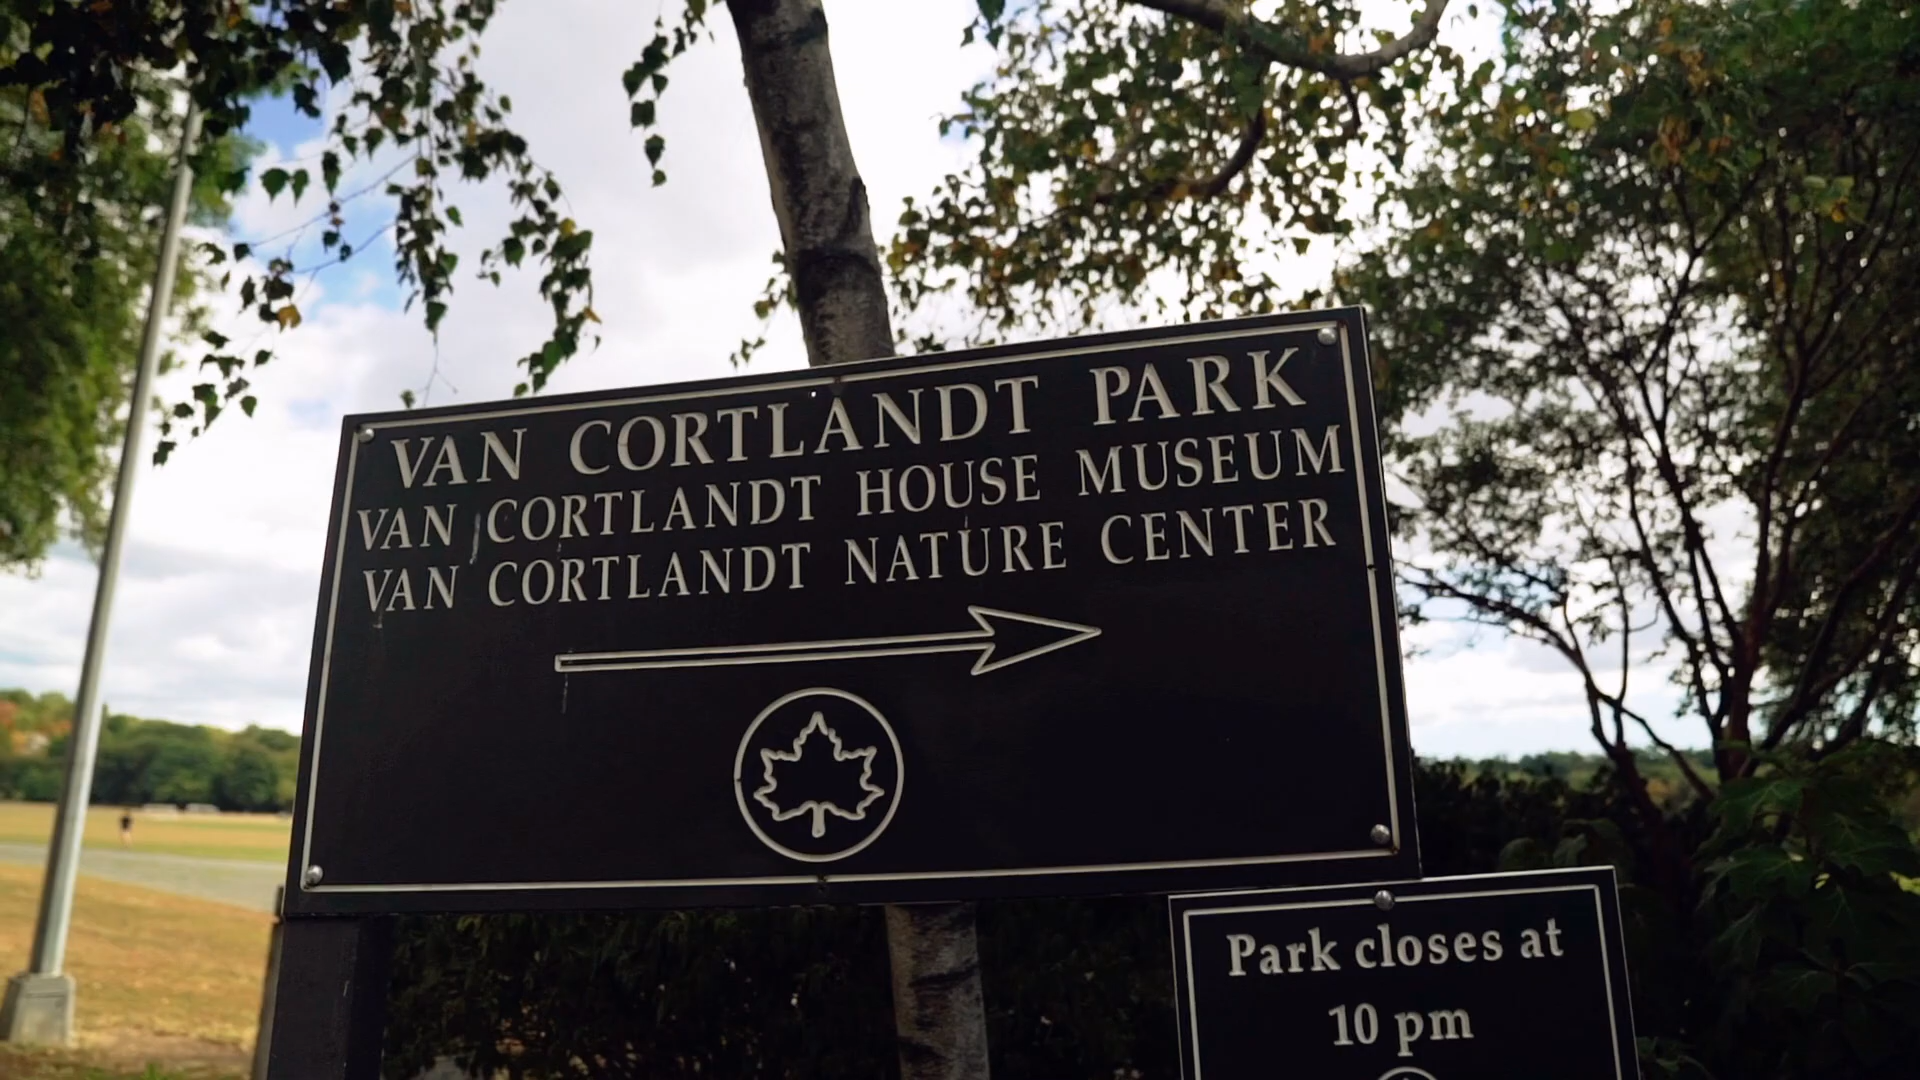 VAN CORTLANDT PARK
VAN CORTLANDT HOUSE MUSEUM
VAN CORTLANDT NATURE CENTER
Park closes at
10 pm